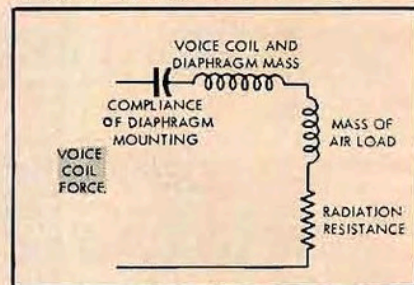 VOICE COIL AND
DIAPHRAGM MASS
COMPLIANCE
OF DIAPHRAGM
MOUNTING
MASS OF
AIR LOAD
VOICE
COIL
FORCE
RADIATION
RESISTANCE